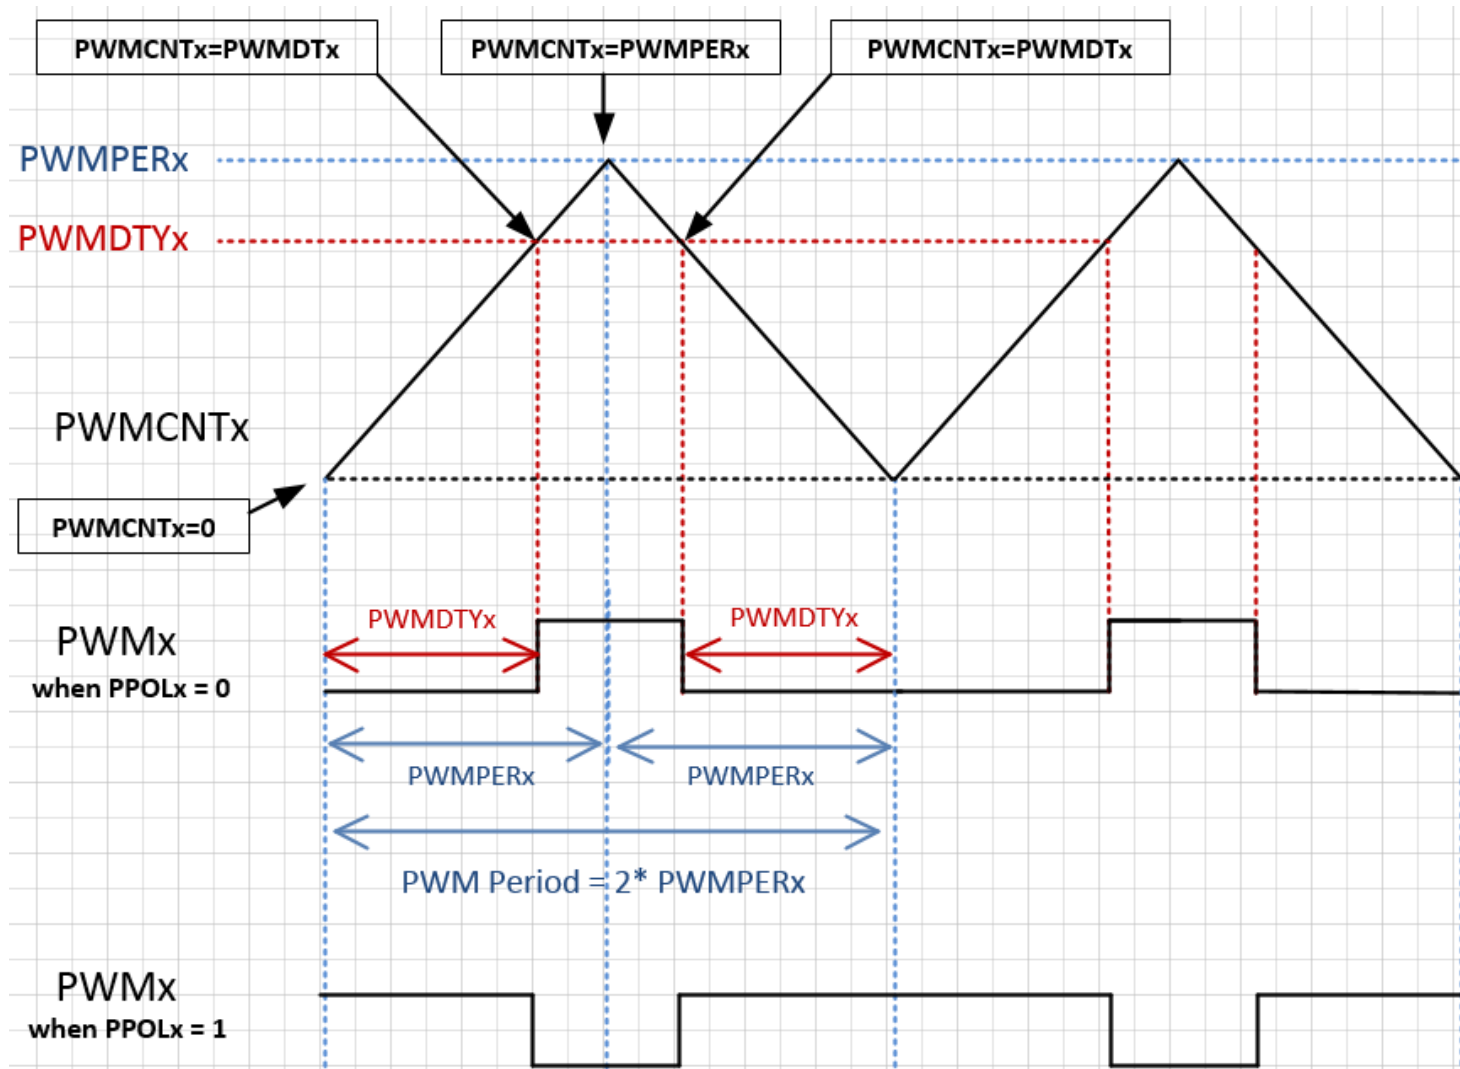 PWMCNTx=PWMDTx
PWMCNTx=PWMPERx
PWMCNTx=PWMDTx
PWMPERx
PWMDTYx
PWMCNTx
PWMCNTx=0
PWMDTYx
PWMDTYx
PWMx
when PPOLx = 0
PWMPERx
PWMPERx
PWM Period = 2* PWMPERx
PWMx
when PPOLx = 1